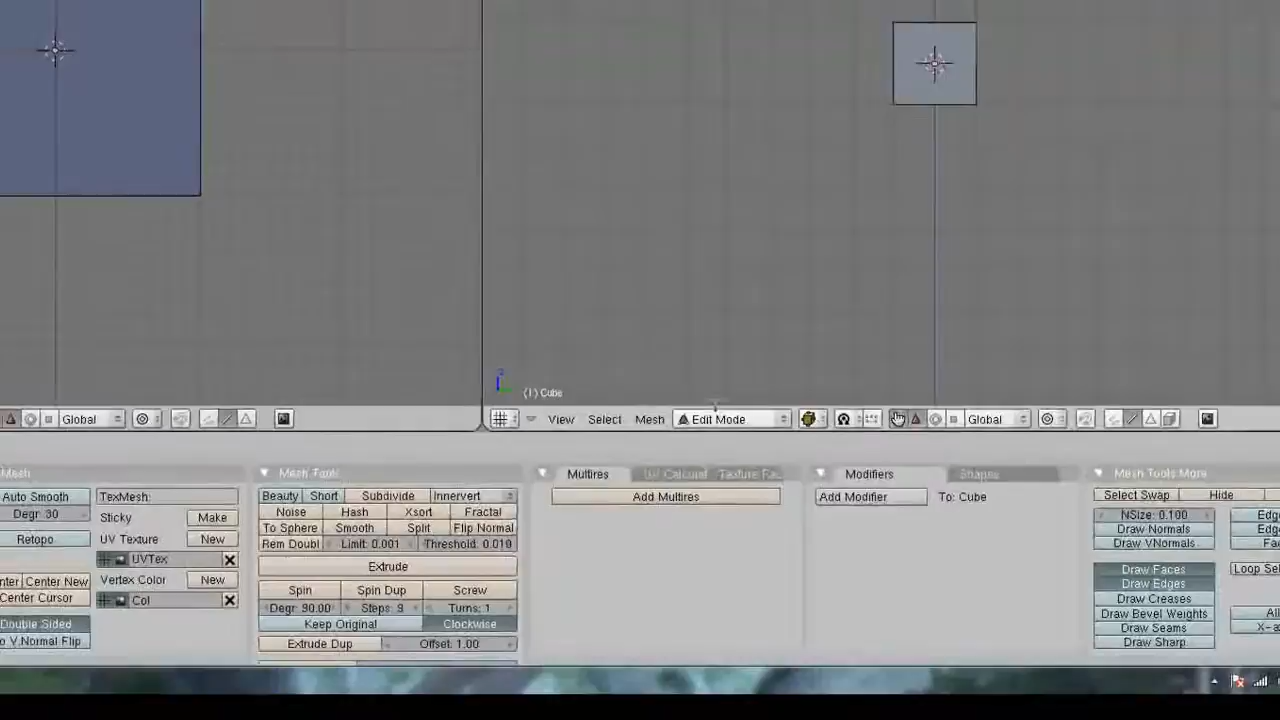 (1) Cube
Global
View Select Mesh Edit Mode Global
Mesh
Auto Smooth
Degr: 30
Retopo
Center New
Center Cursor
Double Sided
V.Normal Flip
TexMesh:
Sticky Make
UV Texture New
UVTex
Vertex Color New
Col
Mesh Tools
Beauty Short Subdivide Innervert
Noise Hash Xsort Fractal
To Sphere Smooth Split Flip Normal
Rem Doubl Limit: 0.001 Threshold: 0.019
Extrude
Spin Spin Dup Screw
Degr: 90.00 Steps: 9 Turns: 1
Keep Original Clockwise
Extrude Dup Offset: 1.00
Multires UV Calculat Texture Fac
Add Multires
Modifiers Shapes
Add Modifier To: Cube
Mesh Tools More
Select Swap Hide
NSize: 0.100
Draw Normals
Draw VNormals
Draw Faces
Draw Edges
Draw Creases
Draw Bevel Weights
Draw Seams
Draw Sharp
Edg
Fa
Loop Sel
All
X-a